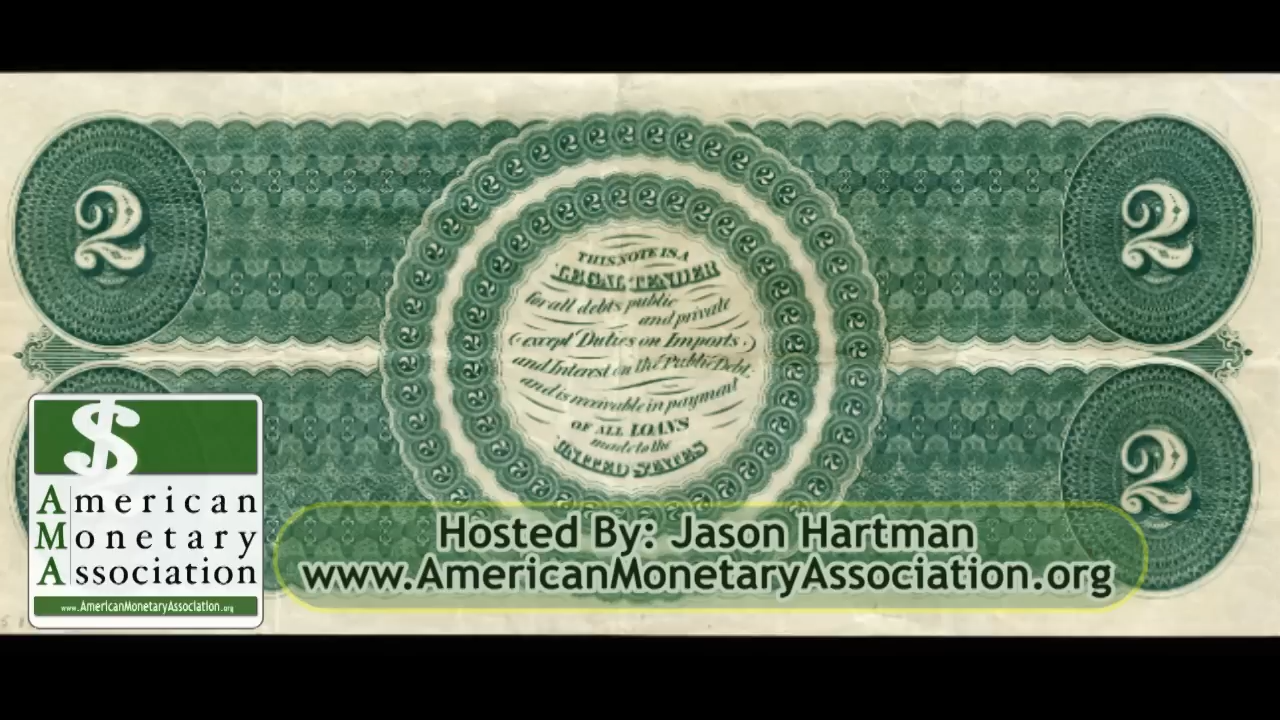 2
2
THIS NOTE IS A
LEGAL TENDER
for all debts public
and private
(except Duties on Imports.)
and Interest on the Public Debt.
and is receivable in payment
OF ALL LOANS
made to the
UNITED STATES
2
$
American
Monetary
Association
www.AmericanMonetaryAssociation.org
Hosted By: Jason Hartman
www.AmericanMonetaryAssociation.org